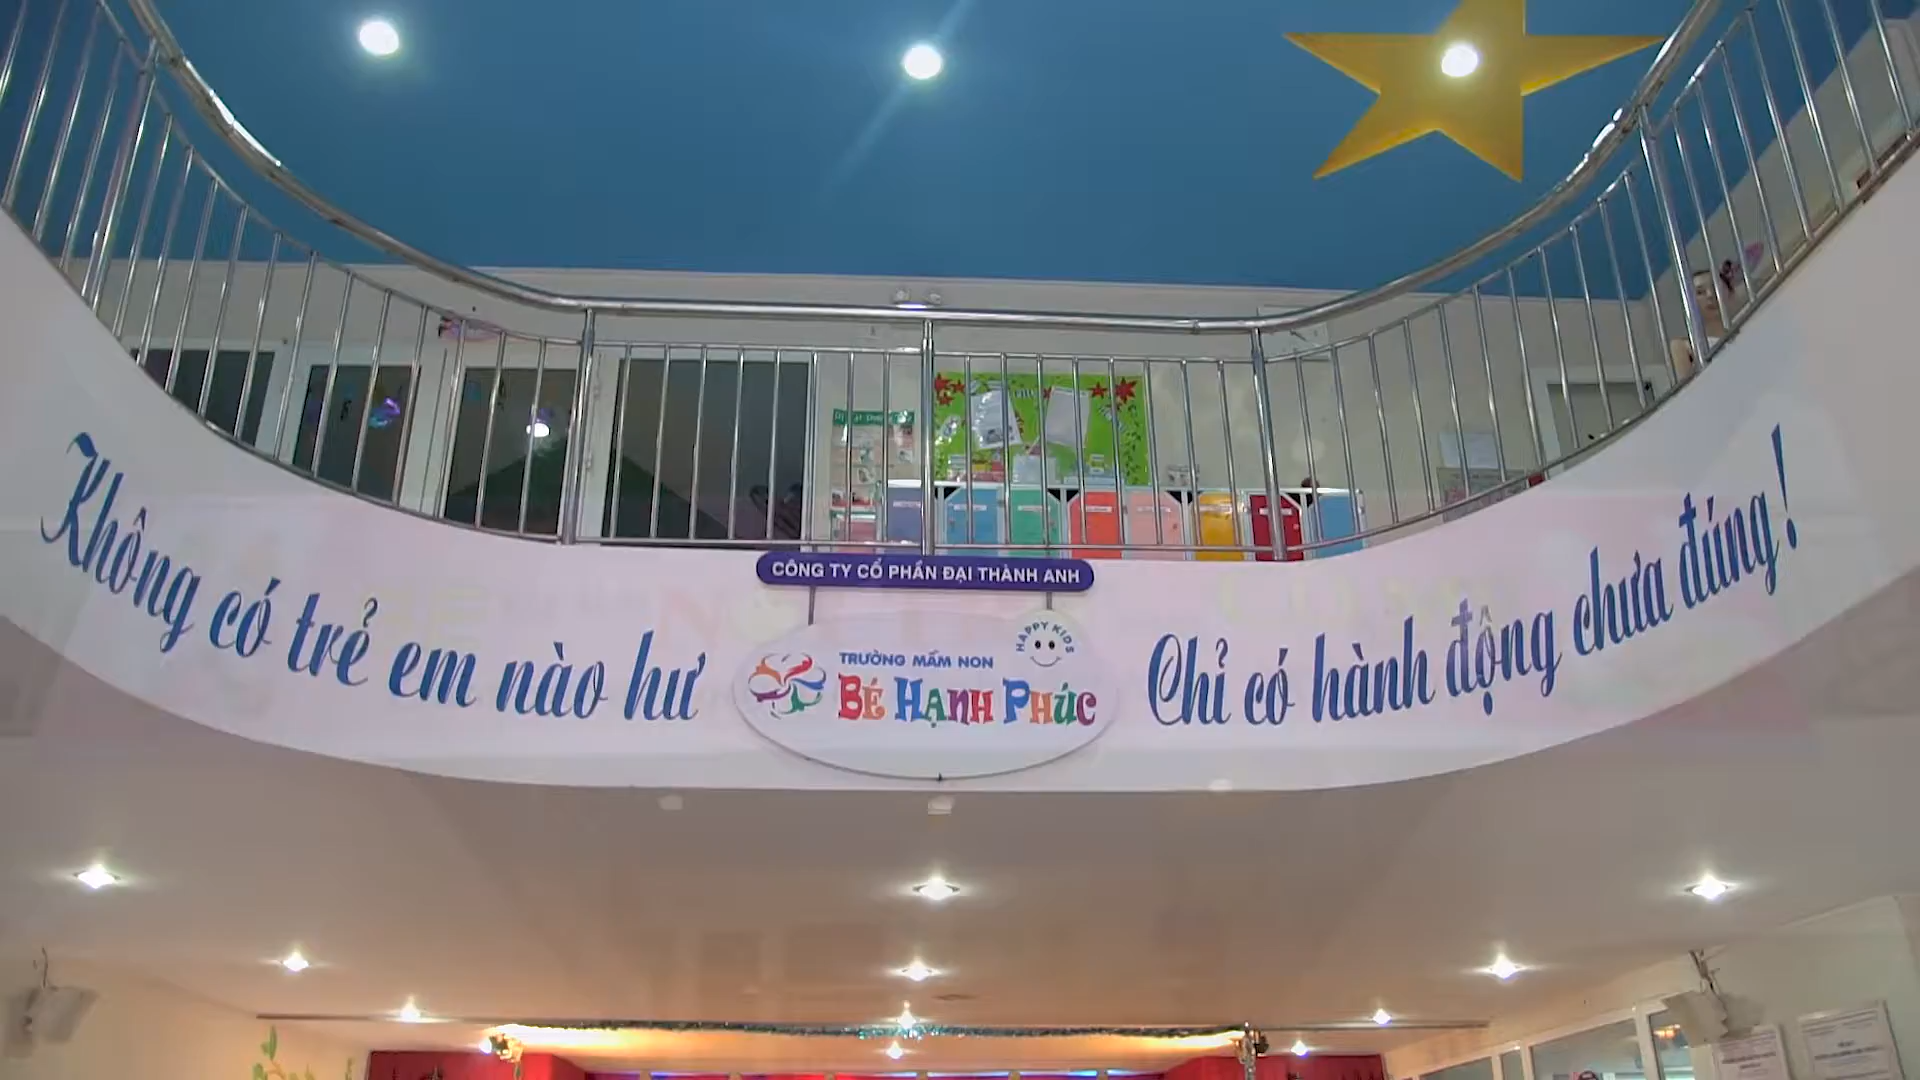 Không có trẻ em nào hư
CÔNG TY CỔ PHẦN ĐẠI THÀNH ANH
HAPPY KIDS
TRƯỜNG MẦM NON
BÉ HẠNH PHÚC
Chỉ có hành động chưa đúng!